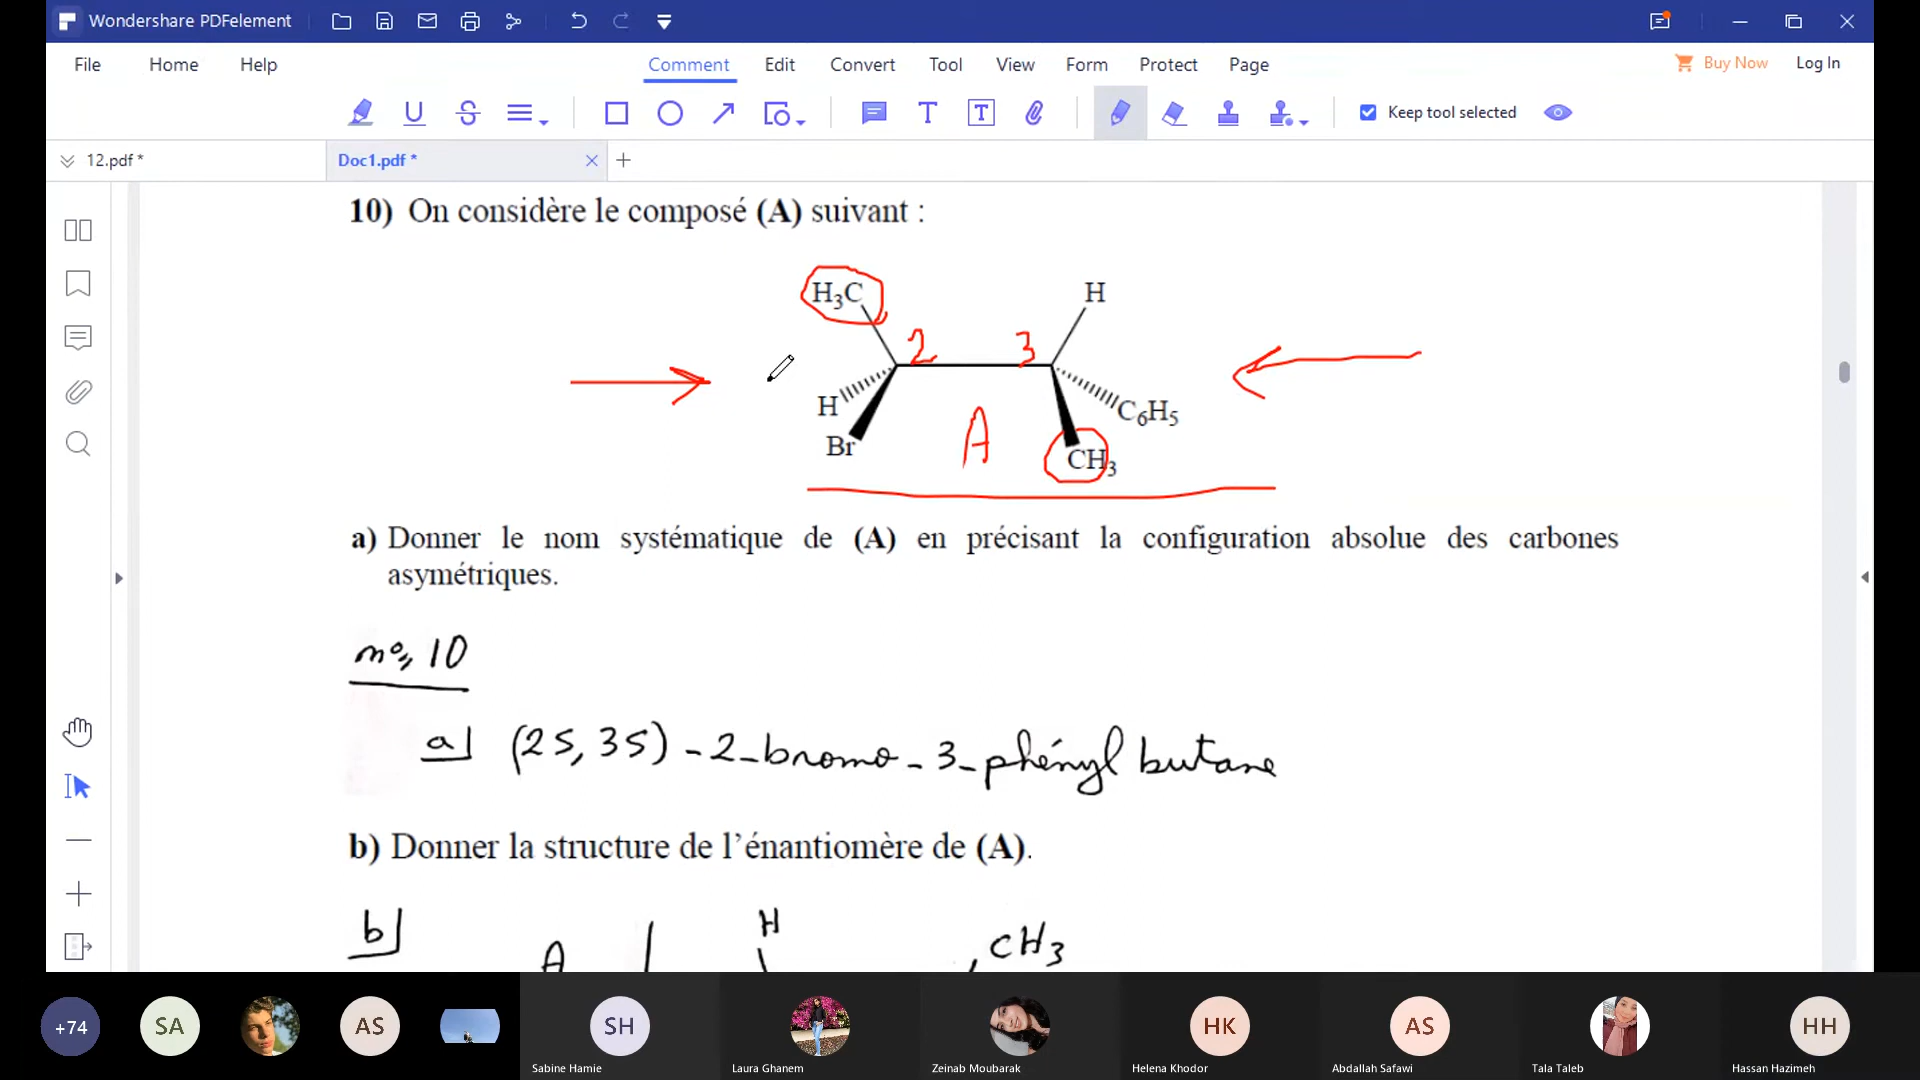 Wondershare PDFelement
File Home Help Comment Edit Convert Tool View Form Protect Page Buy Now Log In
Keep tool selected
12.pdf *
Doc1.pdf *
10) On considère le composé (A) suivant :
H3C
H
2
3
H
C6H5
Br
A
CH3
a) Donner le nom systématique de (A) en précisant la configuration absolue des carbones
asymétriques.
no, 10
a] (2S, 3S) - 2-bromo-3-phényl butane
b) Donner la structure de l’énantiomère de (A).
b]
A
H
CH3
+74
SA
AS
SH
HK
AS
HH
Sabine Hamie
Laura Ghanem
Zeinab Moubarak
Helena Khodor
Abdallah Safawi
Tala Taleb
Hassan Hazimeh